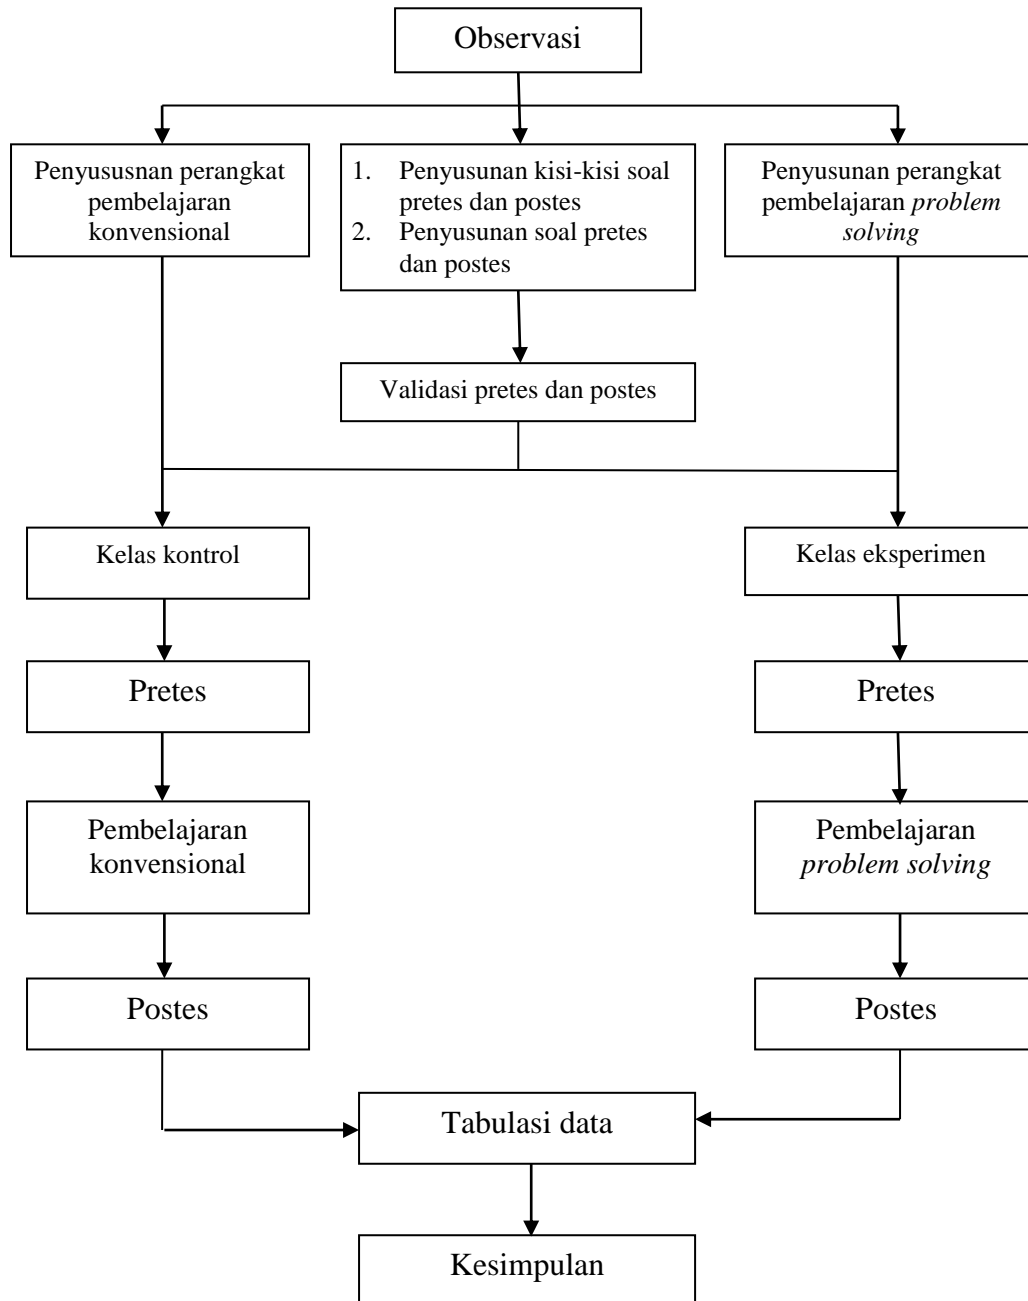 Observasi
Penyususnan perangkat
pembelajaran
konvensional
1. Penyusunan kisi-kisi soal
pretes dan postes
2. Penyusunan soal pretes
dan postes
Penyusunan perangkat
pembelajaran problem
solving
Validasi pretes dan postes
Kelas kontrol
Kelas eksperimen
Pretes
Pretes
Pembelajaran
konvensional
Pembelajaran
problem solving
Postes
Postes
Tabulasi data
Kesimpulan